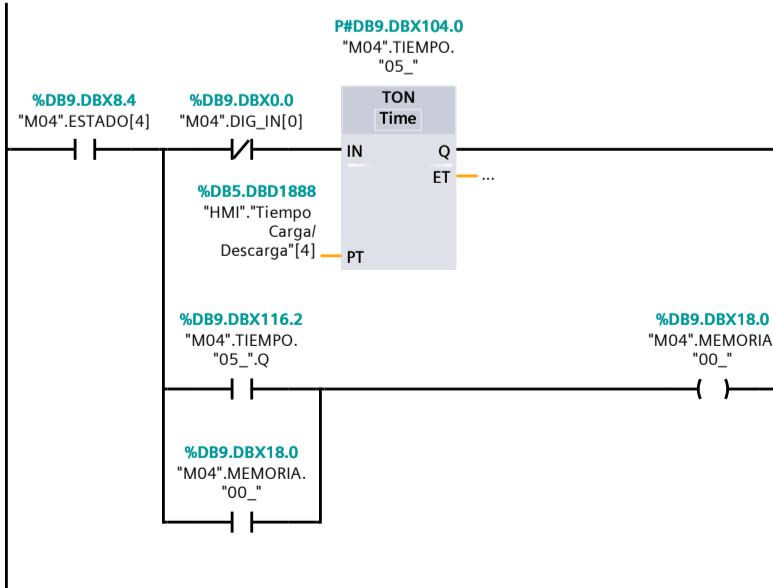 P#DB9.DBX104.0
"M04".TIEMPO.
"05_"
%DB9.DBX8.4
"M04".ESTADO[4]
%DB9.DBX0.0
"M04".DIG_IN[0]
TON
Time
IN
Q
ET
...
%DB5.DBD1888
"HMI"."Tiempo
Carga/
Descarga"[4]
PT
%DB9.DBX116.2
"M04".TIEMPO.
"05_".Q
%DB9.DBX18.0
"M04".MEMORIA
"00_"
%DB9.DBX18.0
"M04".MEMORIA.
"00_"